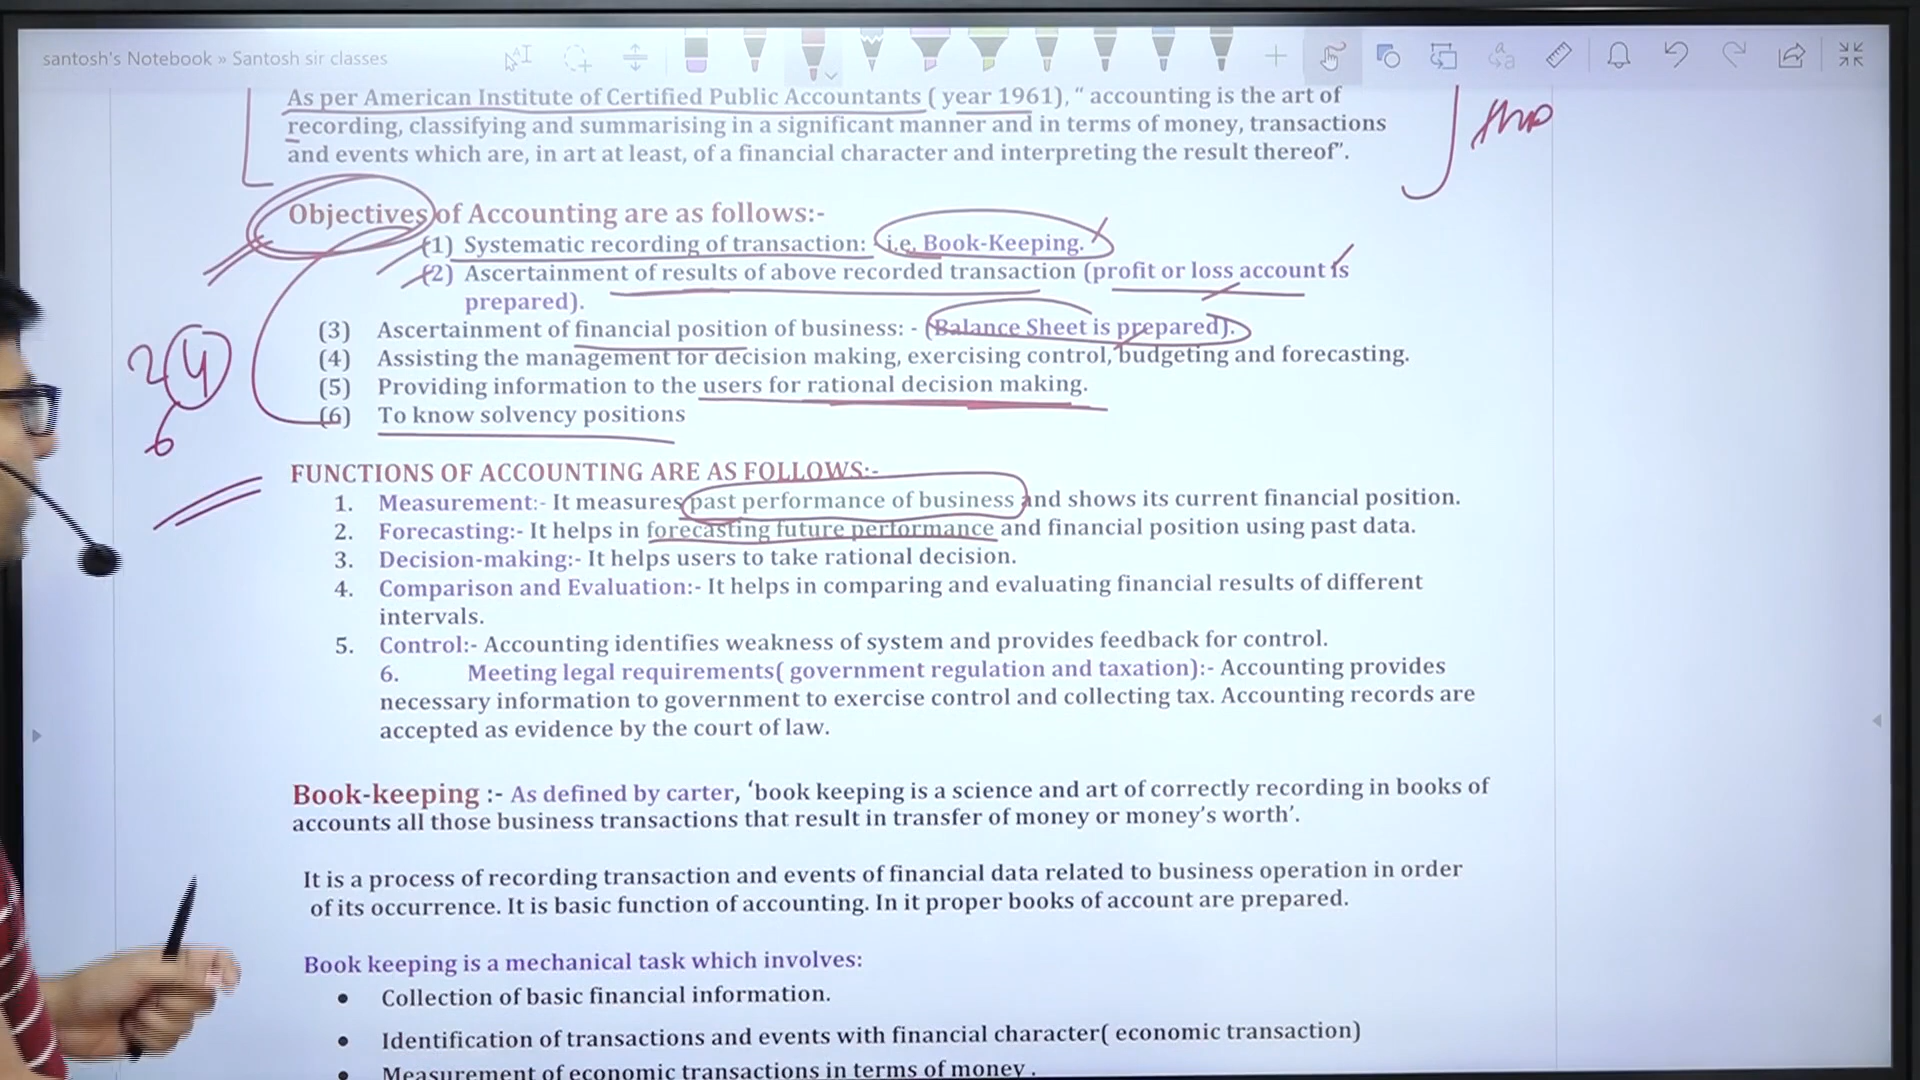 santosh's Notebook » Santosh sir classes
As per American Institute of Certified Public Accountants ( year 1961), “ accounting is the art of
recording, classifying and summarising in a significant manner and in terms of money, transactions
and events which are, in art at least, of a financial character and interpreting the result thereof”.
Objectives of Accounting are as follows:-
(1) Systematic recording of transaction: (i.e. Book-Keeping.
(2) Ascertainment of results of above recorded transaction (profit or loss account is
prepared).
(3) Ascertainment of financial position of business: - (Balance Sheet is prepared).
(4) Assisting the management for decision making, exercising control, budgeting and forecasting.
(5) Providing information to the users for rational decision making.
(6) To know solvency positions
2 4
6
FUNCTIONS OF ACCOUNTING ARE AS FOLLOWS:-
1. Measurement:- It measures past performance of business and shows its current financial position.
2. Forecasting:- It helps in forecasting future performance and financial position using past data.
3. Decision-making:- It helps users to take rational decision.
4. Comparison and Evaluation:- It helps in comparing and evaluating financial results of different
intervals.
5. Control:- Accounting identifies weakness of system and provides feedback for control.
6. Meeting legal requirements( government regulation and taxation):- Accounting provides
necessary information to government to exercise control and collecting tax. Accounting records are
accepted as evidence by the court of law.
Book-keeping :- As defined by carter, ‘book keeping is a science and art of correctly recording in books of
accounts all those business transactions that result in transfer of money or money’s worth’.
It is a process of recording transaction and events of financial data related to business operation in order
of its occurrence. It is basic function of accounting. In it proper books of account are prepared.
Book keeping is a mechanical task which involves:
• Collection of basic financial information.
• Identification of transactions and events with financial character( economic transaction)
• Measurement of economic transactions in terms of money .